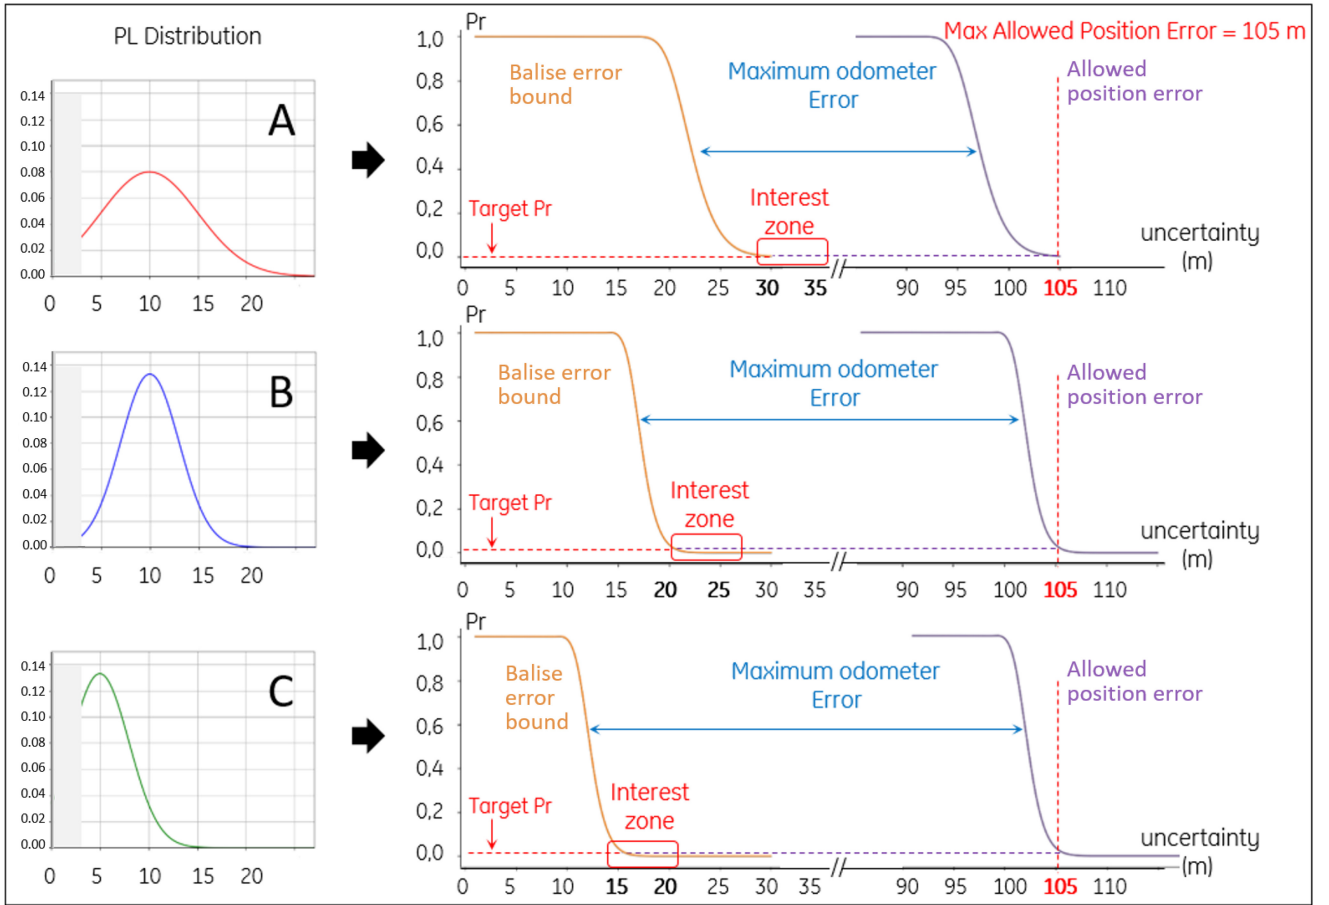 PL Distribution
Pr
Max Allowed Position Error = 105 m
A
0.14
0.12
0.10
0.08
0.06
0.04
0.02
0.00
0 5 10 15 20
1,0
0,8
0,6
0,4
0,2
0,0
Balise error
bound
Maximum odometer
Error
Allowed
position error
Target Pr
Interest
zone
uncertainty
(m)
0 5 10 15 20 25 30 35 // 90 95 100 105 110
B
0.14
0.12
0.10
0.08
0.06
0.04
0.02
0.00
0 5 10 15 20
Pr
1,0
0,8
0,6
0,4
0,2
0,0
Balise error
bound
Maximum odometer
Error
Allowed
position error
Target Pr
Interest
zone
uncertainty
(m)
0 5 10 15 20 25 30 35 // 90 95 100 105 110
C
0.14
0.12
0.10
0.08
0.06
0.04
0.02
0.00
0 5 10 15 20
Pr
1,0
0,8
0,6
0,4
0,2
0,0
Balise
error
bound
Maximum odometer
Error
Allowed
position error
Target Pr
Interest
zone
uncertainty
(m)
0 5 10 15 20 25 30 35 // 90 95 100 105 110